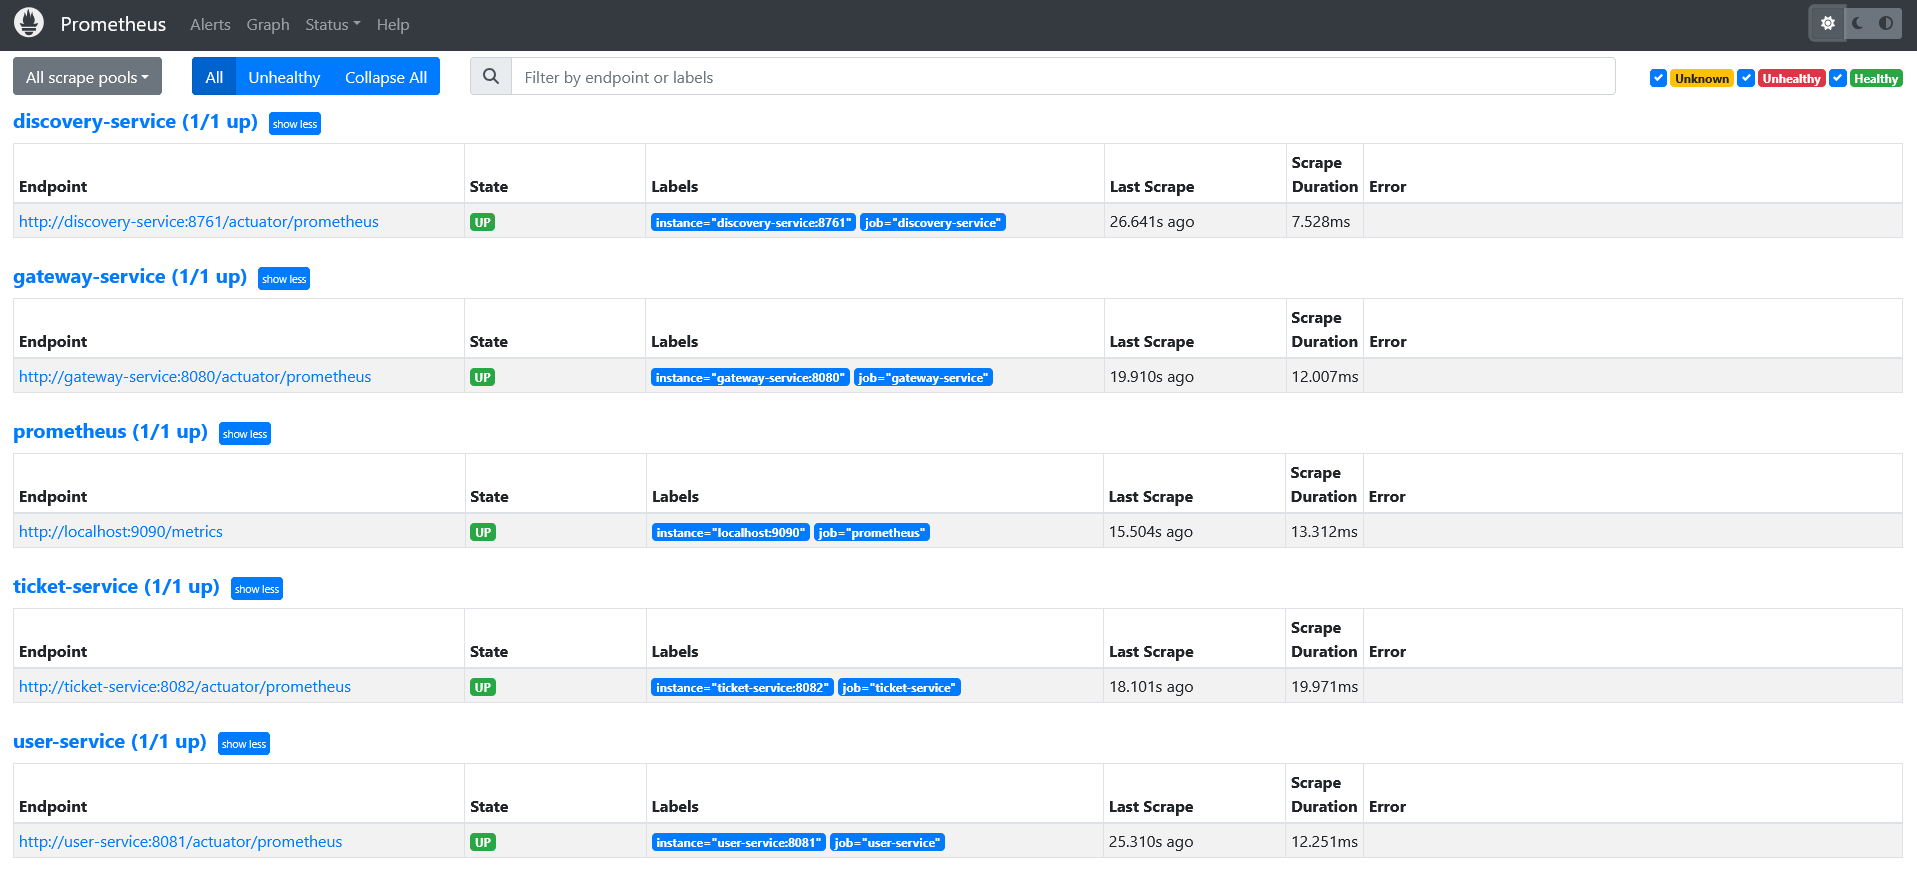 Prometheus Alerts Graph Status Help
All scrape pools All Unhealthy Collapse All Filter by endpoint or labels Unknown Unhealthy Healthy
discovery-service (1/1 up) show less
Endpoint State Labels Last Scrape Scrape Duration Error
http://discovery-service:8761/actuator/prometheus UP instance="discovery-service:8761" job="discovery-service" 26.641s ago 7.528ms
gateway-service (1/1 up) show less
Endpoint State Labels Last Scrape Scrape Duration Error
http://gateway-service:8080/actuator/prometheus UP instance="gateway-service:8080" job="gateway-service" 19.910s ago 12.007ms
prometheus (1/1 up) show less
Endpoint State Labels Last Scrape Scrape Duration Error
http://localhost:9090/metrics UP instance="localhost:9090" job="prometheus" 15.504s ago 13.312ms
ticket-service (1/1 up) show less
Endpoint State Labels Last Scrape Scrape Duration Error
http://ticket-service:8082/actuator/prometheus UP instance="ticket-service:8082" job="ticket-service" 18.101s ago 19.971ms
user-service (1/1 up) show less
Endpoint State Labels Last Scrape Scrape Duration Error
http://user-service:8081/actuator/prometheus UP instance="user-service:8081" job="user-service" 25.310s ago 12.251ms